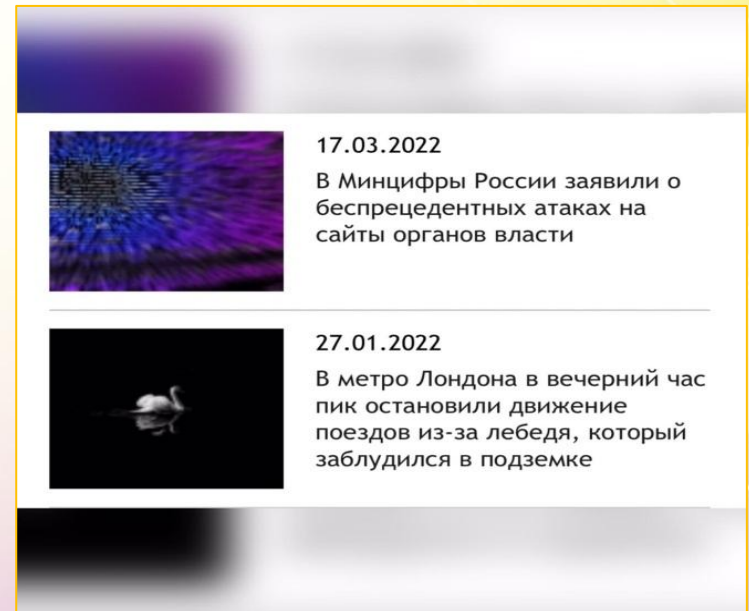 17.03.2022
В Минцифры России заявили о
беспрецедентных атаках на
сайты органов власти
27.01.2022
В метро Лондона в вечерний час
пик остановили движение
поездов из-за лебедя, который
заблудился в подземке